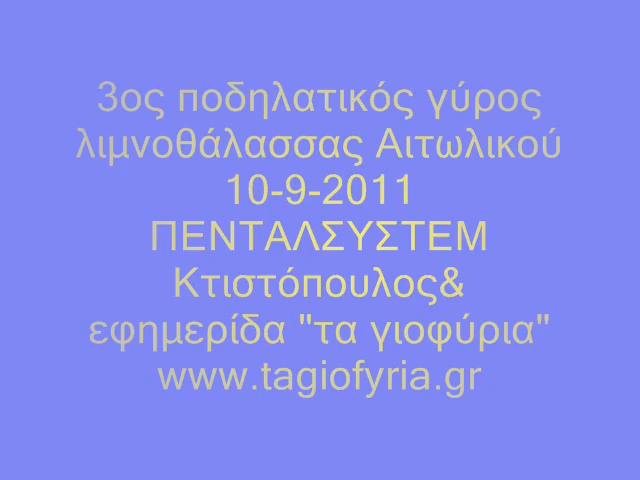 3ος ποδηλατικός γύρος
λιμνοθάλασσας Αιτωλικού
10-9-2011
ΠΕΝΤΑΛΣΥΣΤΕΜ
Κτιστόπουλος&
εφημερίδα "τα γιοφύρια"
www.tagiofyria.gr